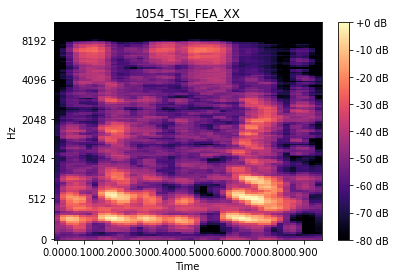 1054_TSI_FEA_XX
+0 dB
8192
-10 dB
4096
-20 dB
-30 dB
Hz
2048
-40 dB
1024
-50 dB
-60 dB
512
-70 dB
0
-80 dB
0.0000.1000.2000.3000.4000.5000.6000.7000.8000.900
Time